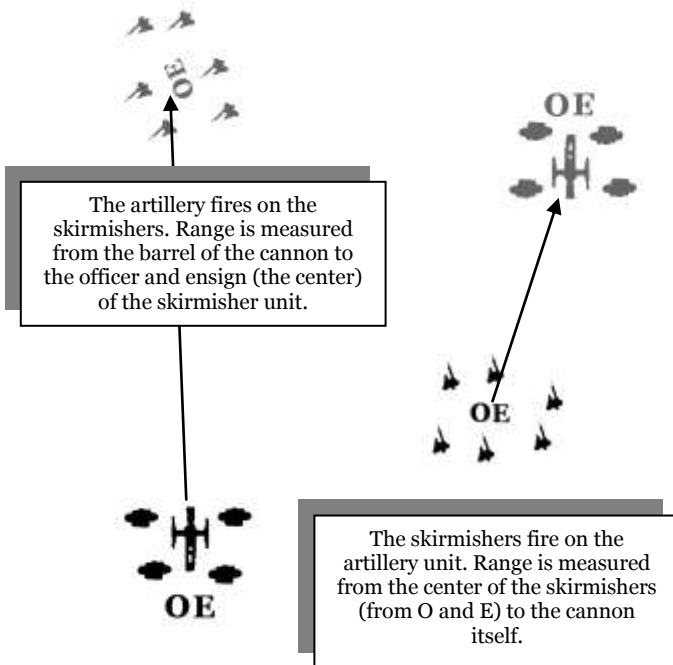 OE
OE
The artillery fires on the
skirmishers. Range is measured
from the barrel of the cannon to
the officer and ensign (the center)
of the skirmisher unit.
OE
OE
The skirmishers fire on the
artillery unit. Range is measured
from the center of the skirmishers
(from O and E) to the cannon
itself.